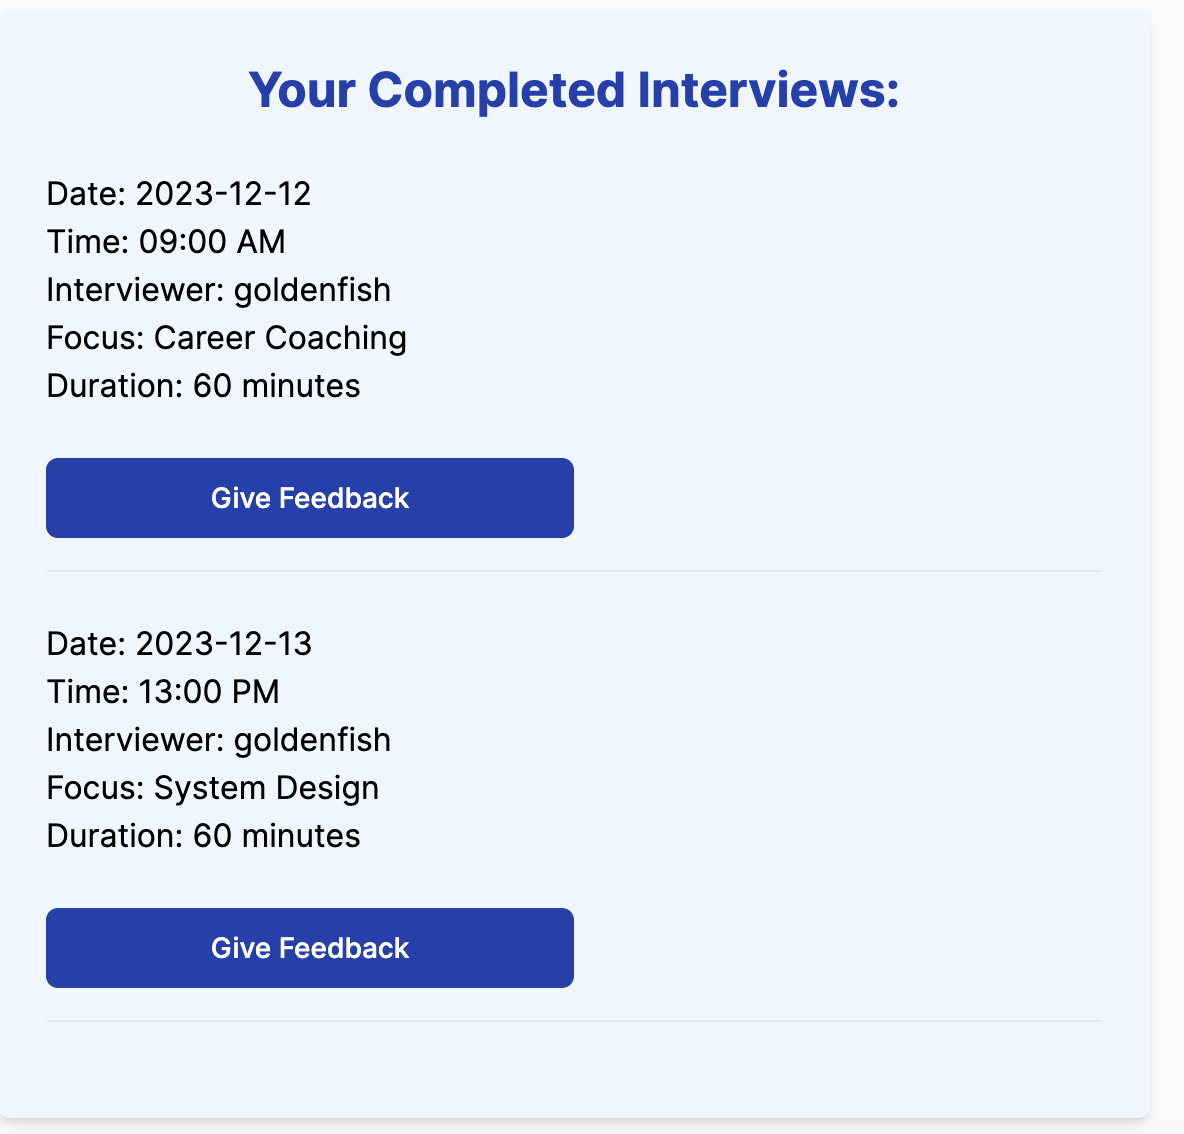 Your Completed Interviews:
Date: 2023-12-12
Time: 09:00 AM
Interviewer: goldenfish
Focus: Career Coaching
Duration: 60 minutes
Give Feedback
Date: 2023-12-13
Time: 13:00 PM
Interviewer: goldenfish
Focus: System Design
Duration: 60 minutes
Give Feedback